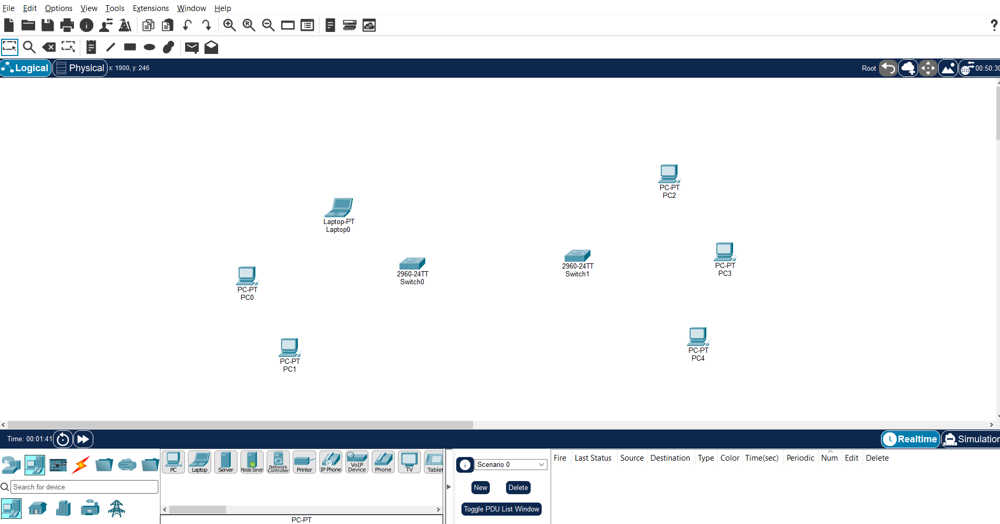 File Edit Options View Tools Extensions Window Help
?
Logical Physical x: 1900, y: 246 Root 00:50:30
PC-PT
PC2
Laptop-PT
Laptop0
PC-PT
PC3
2960-24TT
Switch1
2960-24TT
Switch0
PC-PT
PC0
PC-PT
PC4
PC-PT
PC1
Time: 00:01:41 Realtime Simulation
PC Laptop Server Meraki Server Network Controller Printer IP Phone VoIP Device Phone TV Tablet
IP
M
Fire Last Status Source Destination Type Color Time(sec) Periodic Num Edit Delete
Scenario 0
Search for device
New Delete
Toggle PDU List Window
PC-PT